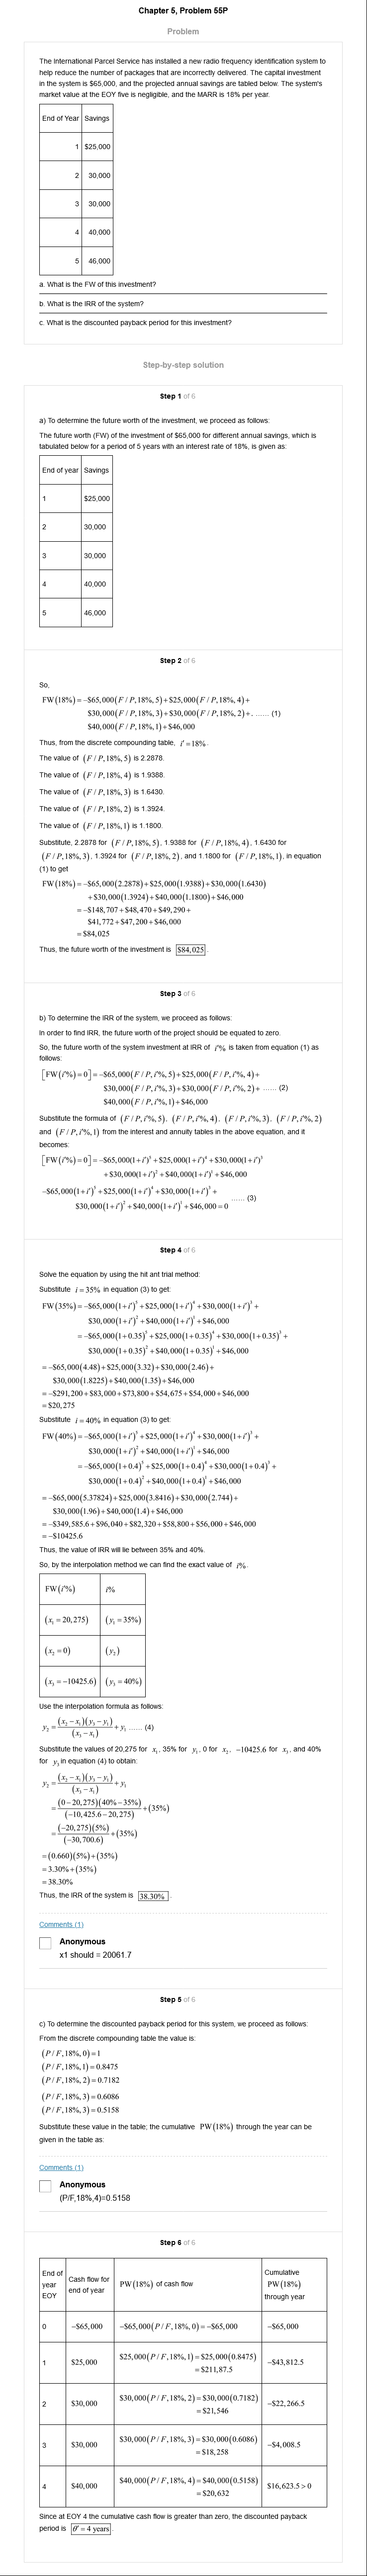 Chapter 5, Problem 55P
Problem
The International Parcel Service has installed a new radio frequency identification system to
help reduce the number of packages that are incorrectly delivered. The capital investment
in the system is $65,000, and the projected annual savings are tabled below. The system's
market value at the EOY five is negligible, and the MARR is 18% per year.
End of Year Savings
1 $25,000
2 30,000
3 30,000
4 40,000
5 46,000
a. What is the FW of this investment?
b. What is the IRR of the system?
c. What is the discounted payback period for this investment?
Step-by-step solution
Step 1 of 6
a) To determine the future worth of the investment, we proceed as follows:
The future worth (FW) of the investment of $65,000 for different annual savings, which is
tabulated below for a period of 5 years with an interest rate of 18%, is given as:
End of year Savings
1 $25,000
2 30,000
3 30,000
4 40,000
5 46,000
Step 2 of 6
So,
FW(18%) = −$65,000(F / P,18%, 5)+$25,000(F / P,18%, 4)+
$30,000(F / P,18%, 3)+$30,000(F / P,18%, 2)+, ...... (1)
$40,000(F / P,18%, 1)+$46,000
Thus, from the discrete compounding table, i' =18%.
The value of (F / P,18%, 5) is 2.2878.
The value of (F / P,18%, 4) is 1.9388.
The value of (F / P,18%, 3) is 1.6430.
The value of (F / P,18%, 2) is 1.3924.
The value of (F / P,18%, 1) is 1.1800.
Substitute, 2.2878 for (F / P,18%, 5), 1.9388 for (F / P,18%, 4), 1.6430 for
(F / P,18%, 3), 1.3924 for (F / P,18%, 2), and 1.1800 for (F / P,18%, 1), in equation
(1) to get
FW(18%) = −$65,000(2.2878)+$25,000(1.9388)+$30,000(1.6430)
+$30,000(1.3924)+$40,000(1.1800)+$46,000
= −$148,707+$48,470+$49,290+
$41,772+$47,200+$46,000
= $84,025
Thus, the future worth of the investment is $84,025.
Step 3 of 6
b) To determine the IRR of the system, we proceed as follows:
In order to find IRR, the future worth of the project should be equated to zero.
So, the future worth of the system investment at IRR of i'% is taken from equation (1) as
follows:
[FW(i'%)=0] = −$65,000(F / P,i'%, 5)+$25,000(F / P,i'%, 4)+
$30,000(F / P,i'%, 3)+$30,000(F / P,i'%, 2)+ ...... (2)
$40,000(F / P,i'%, 1)+$46,000
Substitute the formula of (F / P,i'%, 5), (F / P,i'%, 4), (F / P,i'%, 3), (F / P,i'%, 2)
and (F / P,i'%, 1) from the interest and annuity tables in the above equation, and it
becomes:
[FW(i'%)=0] = −$65,000(1+i')⁵+$25,000(1+i')⁴+$30,000(1+i')³
+$30,000(1+i')²+$40,000(1+i')¹+$46,000
−$65,000(1+i')⁵+$25,000(1+i')⁴+$30,000(1+i')³+
...... (3)
$30,000(1+i')²+$40,000(1+i')¹+$46,000 = 0
Step 4 of 6
Solve the equation by using the hit ant trial method:
Substitute i = 35% in equation (3) to get:
FW(35%) = −$65,000(1+i')⁵+$25,000(1+i')⁴+$30,000(1+i')³+
$30,000(1+i')²+$40,000(1+i')¹+$46,000
= −$65,000(1+0.35)⁵+$25,000(1+0.35)⁴+$30,000(1+0.35)³+
$30,000(1+0.35)²+$40,000(1+0.35)¹+$46,000
= −$65,000(4.48)+$25,000(3.32)+$30,000(2.46)+
$30,000(1.8225)+$40,000(1.35)+$46,000
= −$291,200+$83,000+$73,800+$54,675+$54,000+$46,000
= $20,275
Substitute i = 40% in equation (3) to get:
FW(40%) = −$65,000(1+i')⁵+$25,000(1+i')⁴+$30,000(1+i')³+
$30,000(1+i')²+$40,000(1+i')¹+$46,000
= −$65,000(1+0.4)⁵+$25,000(1+0.4)⁴+$30,000(1+0.4)³+
$30,000(1+0.4)²+$40,000(1+0.4)¹+$46,000
= −$65,000(5.37824)+$25,000(3.8416)+$30,000(2.744)+
$30,000(1.96)+$40,000(1.4)+$46,000
= −$349,585.6+$96,040+$82,320+$58,800+$56,000+$46,000
= −$10425.6
Thus, the value of IRR will lie between 35% and 40%.
So, by the interpolation method we can find the exact value of i%.
FW(i'%) i%
(x₁ = 20,275) (y₁ = 35%)
(x₂ = 0) (y₂)
(x₃ = −10425.6) (y₃ = 40%)
Use the interpolation formula as follows:
y₂ = (x₂ − x₁)(y₃ − y₁) / (x₃ − x₁) + y₁ ...... (4)
Substitute the values of 20,275 for x₁, 35% for y₁, 0 for x₂, −10425.6 for x₃, and 40%
for y₃ in equation (4) to obtain:
y₂ = (x₂ − x₁)(y₃ − y₁) / (x₃ − x₁) + y₁
= (0−20,275)(40%−35%) / (−10,425.6−20,275) + (35%)
= (−20,275)(5%) / (−30,700.6) + (35%)
= (0.660)(5%)+(35%)
= 3.30%+(35%)
= 38.30%
Thus, the IRR of the system is 38.30%.
Comments (1)
Anonymous
x1 should = 20061.7
Step 5 of 6
c) To determine the discounted payback period for this system, we proceed as follows:
From the discrete compounding table the value is:
(P / F,18%, 0) = 1
(P / F,18%, 1) = 0.8475
(P / F,18%, 2) = 0.7182
(P / F,18%, 3) = 0.6086
(P / F,18%, 3) = 0.5158
Substitute these value in the table; the cumulative PW(18%) through the year can be
given in the table as:
Comments (1)
Anonymous
(P/F,18%,4)=0.5158
Step 6 of 6
End of year EOY Cash flow for end of year PW(18%) of cash flow Cumulative PW(18%) through year
0 −$65,000 −$65,000(P / F,18%, 0) = −$65,000 −$65,000
1 $25,000 $25,000(P / F,18%, 1) = $25,000(0.8475) = $211,87.5 −$43,812.5
2 $30,000 $30,000(P / F,18%, 2) = $30,000(0.7182) = $21,546 −$22,266.5
3 $30,000 $30,000(P / F,18%, 3) = $30,000(0.6086) = $18,258 −$4,008.5
4 $40,000 $40,000(P / F,18%, 4) = $40,000(0.5158) = $20,632 $16,623.5 > 0
Since at EOY 4 the cumulative cash flow is greater than zero, the discounted payback
period is θ' = 4 years.